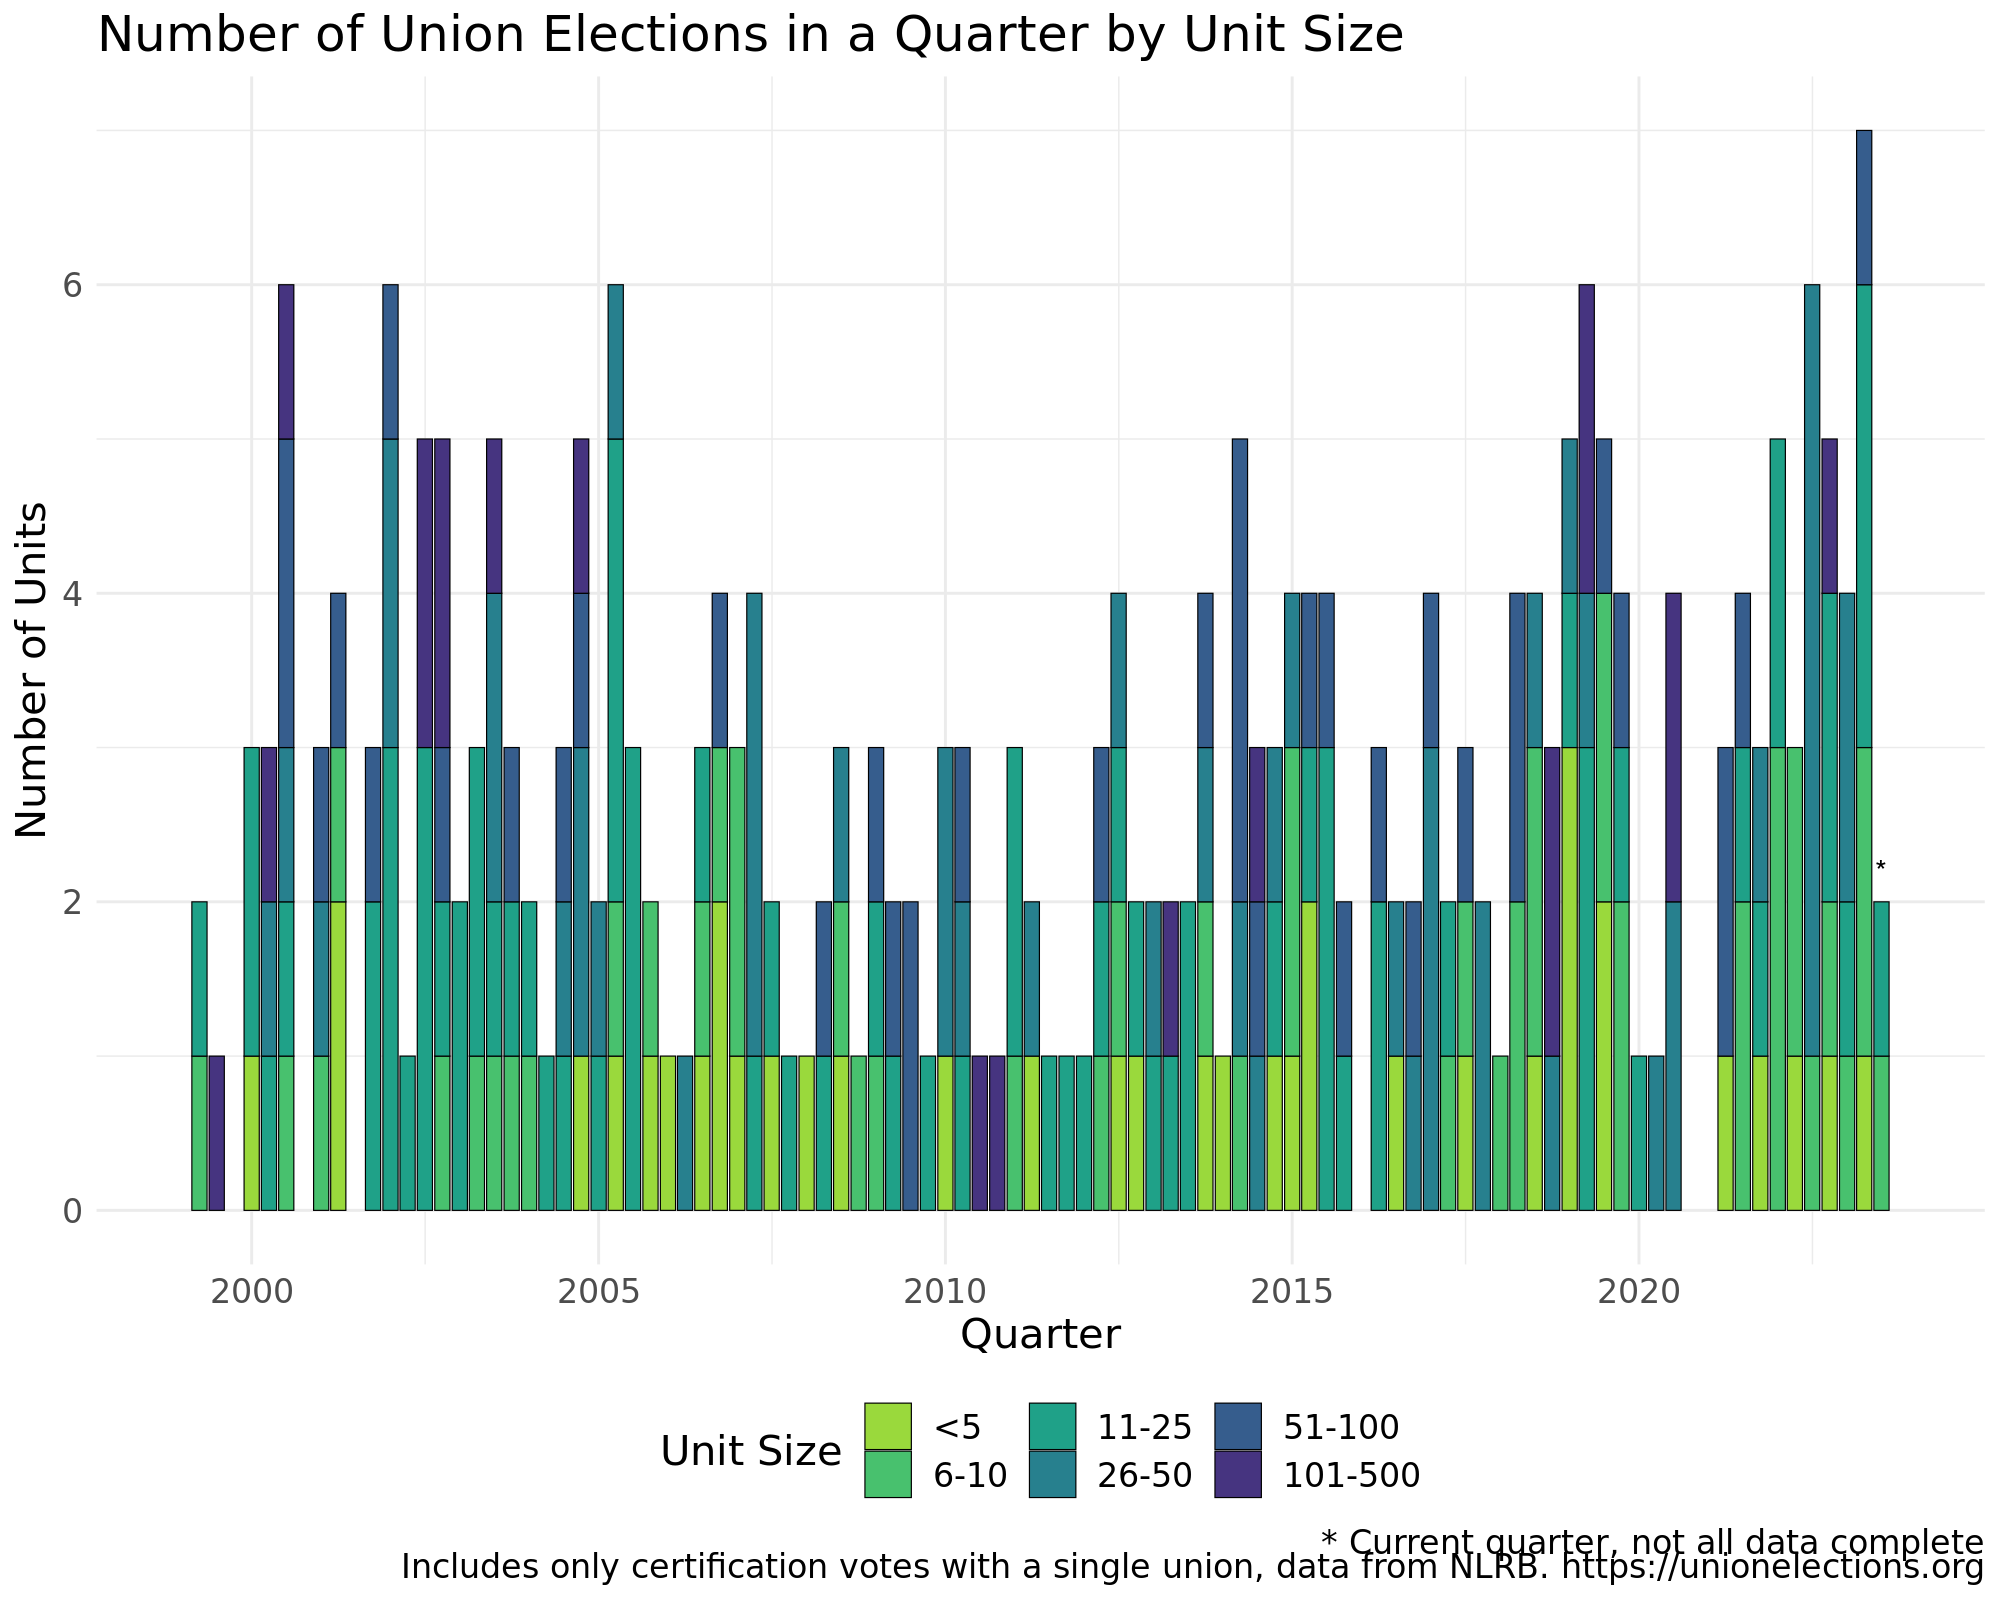 Number of Union Elections in a Quarter by Unit Size
Number of Units
6
4
2
0
*
2000 2005 2010 2015 2020
Quarter
Unit Size
<5 11-25 51-100
6-10 26-50 101-500
* Current quarter, not all data complete
Includes only certification votes with a single union, data from NLRB. https://unionelections.org